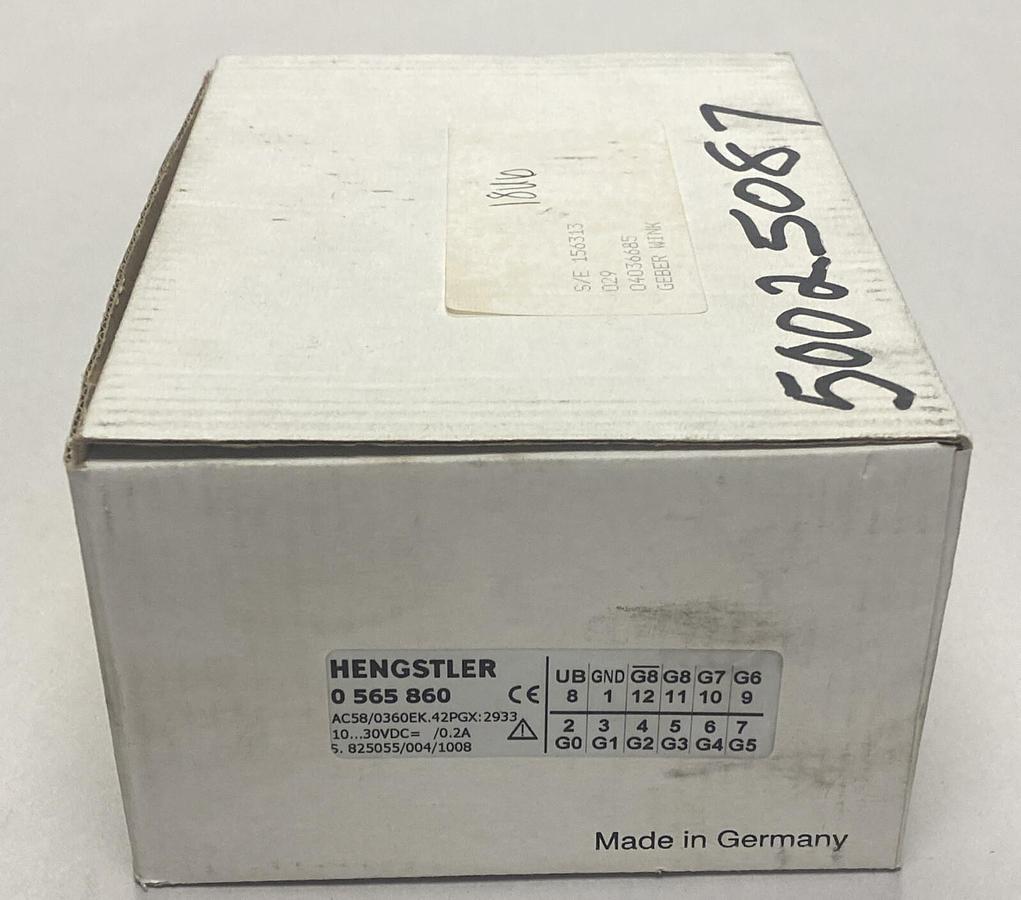 50025087
1806
S/E 156313
029
04036685
GEBER WINK
HENGSTLER
0 565 860 CE
AC58/0360EK.42PGX:2933
10...30VDC= /0.2A
S. 825055/004/1008
UB GND G8 G8 G7 G6
8 1 12 11 10 9
2 3 4 5 6 7
G0 G1 G2 G3 G4 G5
Made in Germany